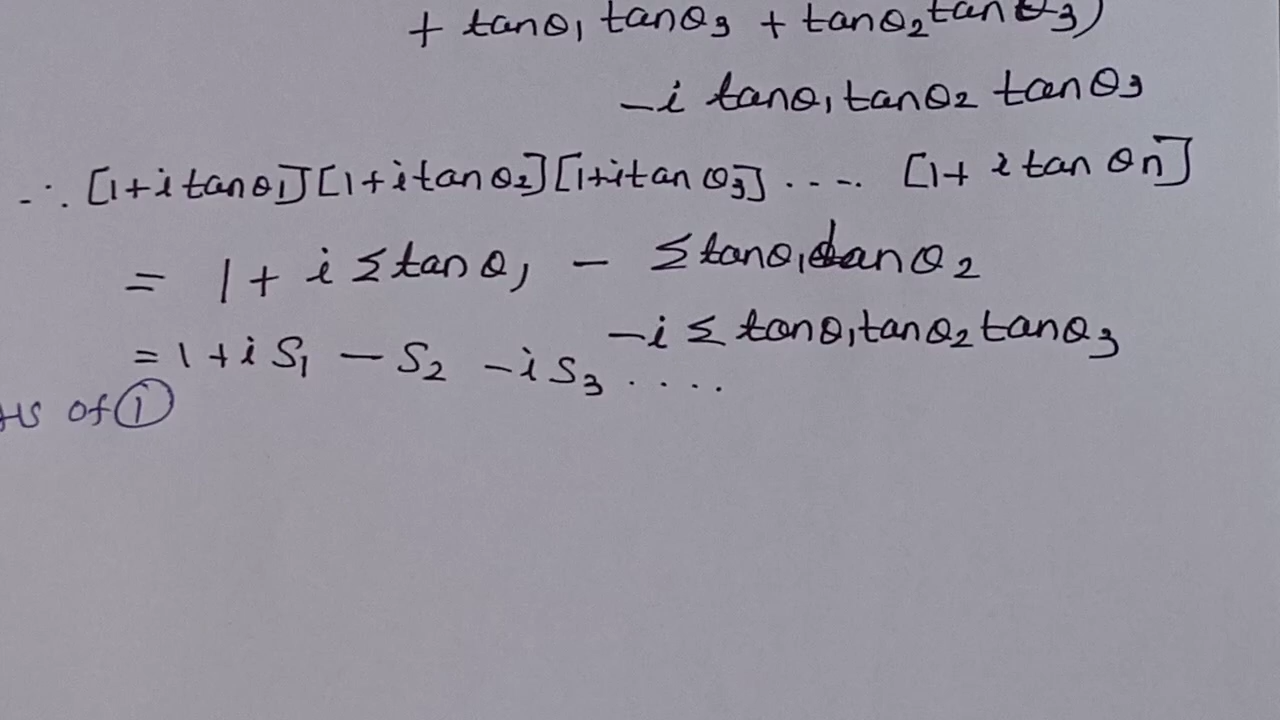 + tanθ₁ tanθ₃ + tanθ₂ tanθ₃)
-i tanθ₁ tanθ₂ tanθ₃
∴ [1+i tanθ₁][1+i tanθ₂][1+i tanθ₃] ..... [1+ i tan θn]
= 1 + i Σ tanθ₁ - Σ tanθ₁ tanθ₂
-i Σ tanθ₁ tanθ₂ tanθ₃
= 1 + i S₁ - S₂ - i S₃ ....
of ①